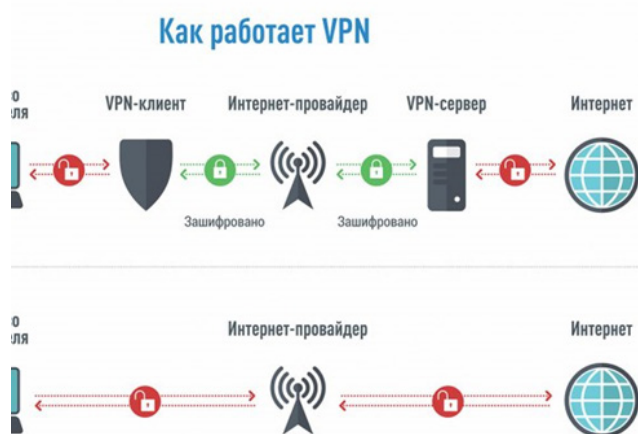 Как работает VPN
VPN-клиент Интернет-провайдер VPN-сервер Интернет
Зашифровано Зашифровано
Интернет-провайдер Интернет